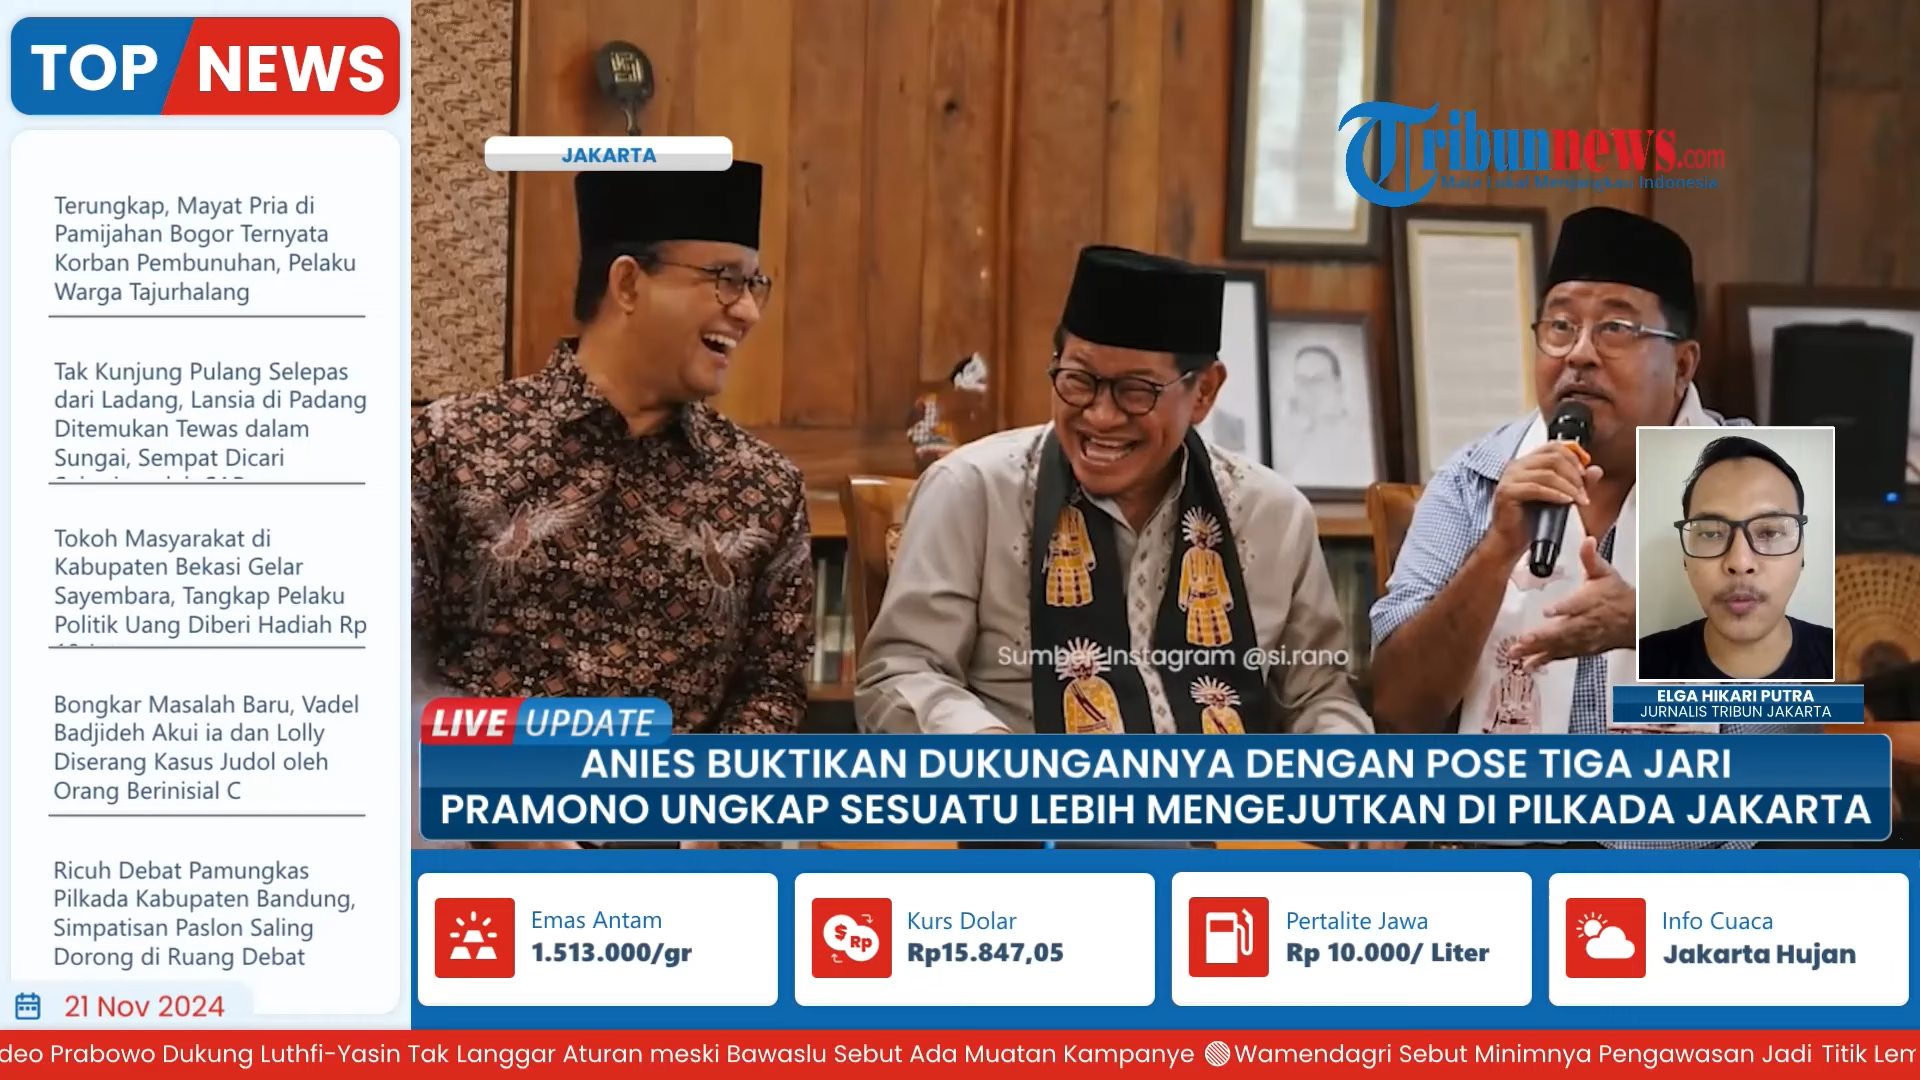 TOP NEWS
Terungkap, Mayat Pria di
Pamijahan Bogor Ternyata
Korban Pembunuhan, Pelaku
Warga Tajurhalang
Tak Kunjung Pulang Selepas
dari Ladang, Lansia di Padang
Ditemukan Tewas dalam
Sungai, Sempat Dicari
Tokoh Masyarakat di
Kabupaten Bekasi Gelar
Sayembara, Tangkap Pelaku
Politik Uang Diberi Hadiah Rp
Bongkar Masalah Baru, Vadel
Badjideh Akui ia dan Lolly
Diserang Kasus Judol oleh
Orang Berinisial C
Ricuh Debat Pamungkas
Pilkada Kabupaten Bandung,
Simpatisan Paslon Saling
Dorong di Ruang Debat
21 Nov 2024
JAKARTA
Tribunnews.com
Mata Lokal Menjangkau Indonesia
Sumber: Instagram @si.rano
ELGA HIKARI PUTRA
JURNALIS TRIBUN JAKARTA
LIVE UPDATE
ANIES BUKTIKAN DUKUNGANNYA DENGAN POSE TIGA JARI
PRAMONO UNGKAP SESUATU LEBIH MENGEJUTKAN DI PILKADA JAKARTA
Emas Antam
1.513.000/gr
Kurs Dolar
Rp15.847,05
Pertalite Jawa
Rp 10.000/ Liter
Info Cuaca
Jakarta Hujan
deo Prabowo Dukung Luthfi-Yasin Tak Langgar Aturan meski Bawaslu Sebut Ada Muatan Kampanye Wamendagri Sebut Minimnya Pengawasan Jadi Titik Lem